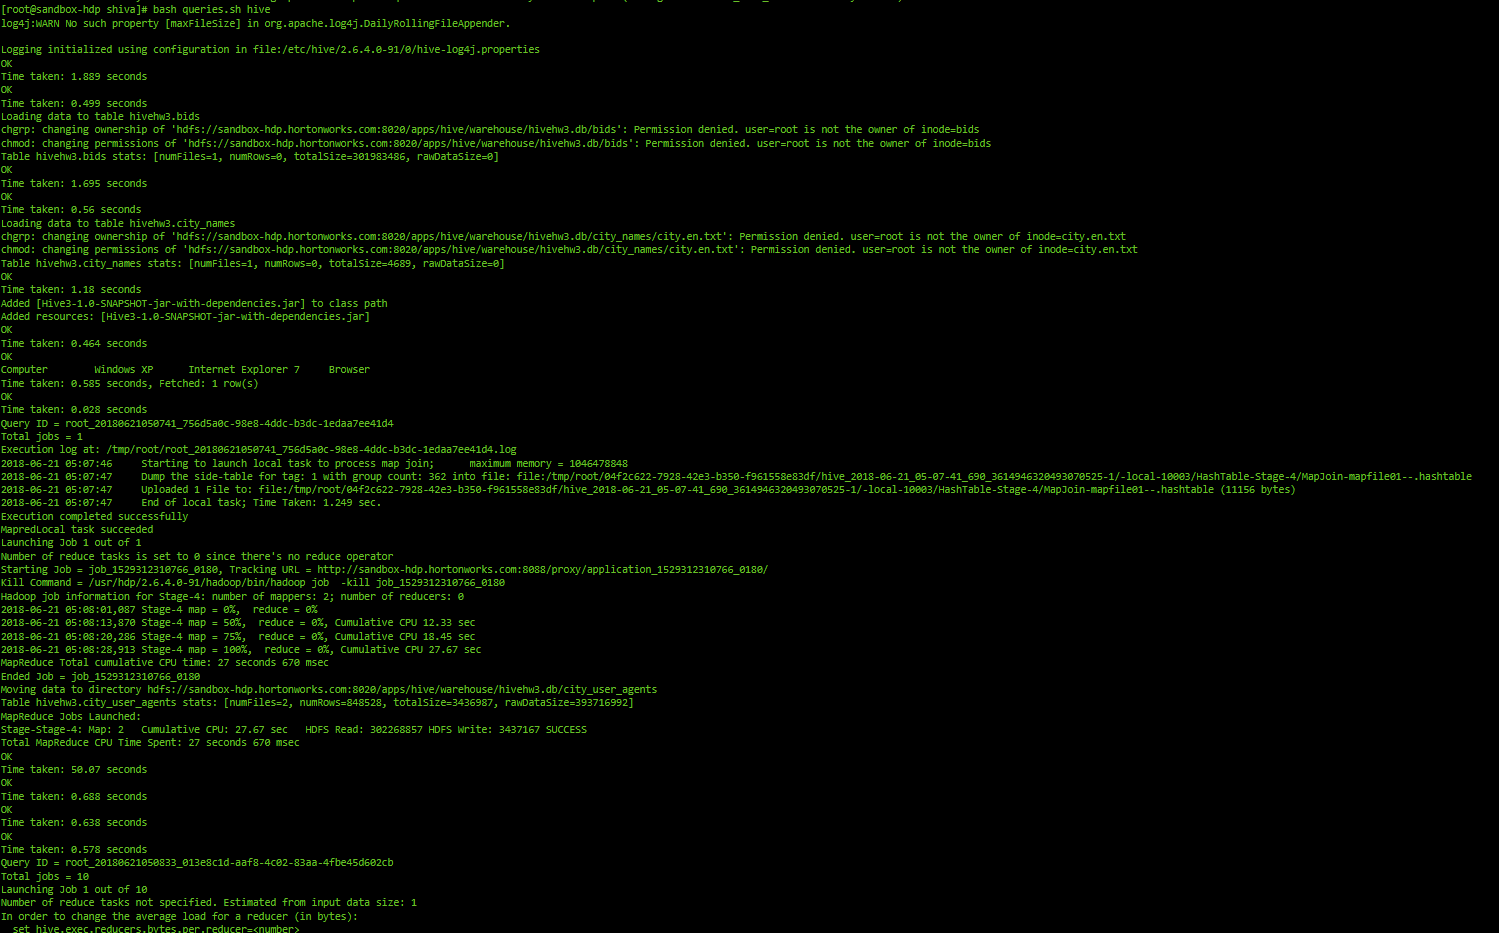 [root@sandbox-hdp shiva]# bash queries.sh hive
log4j:WARN No such property [maxFileSize] in org.apache.log4j.DailyRollingFileAppender.
Logging initialized using configuration in file:/etc/hive/2.6.4.0-91/0/hive-log4j.properties
OK
Time taken: 1.889 seconds
OK
Time taken: 0.499 seconds
Loading data to table hivehw3.bids
chgrp: changing ownership of 'hdfs://sandbox-hdp.hortonworks.com:8020/apps/hive/warehouse/hivehw3.db/bids': Permission denied. user=root is not the owner of inode=bids
chmod: changing permissions of 'hdfs://sandbox-hdp.hortonworks.com:8020/apps/hive/warehouse/hivehw3.db/bids': Permission denied. user=root is not the owner of inode=bids
Table hivehw3.bids stats: [numFiles=1, numRows=0, totalSize=301983486, rawDataSize=0]
OK
Time taken: 1.695 seconds
OK
Time taken: 0.56 seconds
Loading data to table hivehw3.city_names
chgrp: changing ownership of 'hdfs://sandbox-hdp.hortonworks.com:8020/apps/hive/warehouse/hivehw3.db/city_names/city.en.txt': Permission denied. user=root is not the owner of inode=city.en.txt
chmod: changing permissions of 'hdfs://sandbox-hdp.hortonworks.com:8020/apps/hive/warehouse/hivehw3.db/city_names/city.en.txt': Permission denied. user=root is not the owner of inode=city.en.txt
Table hivehw3.city_names stats: [numFiles=1, numRows=0, totalSize=4689, rawDataSize=0]
OK
Time taken: 1.18 seconds
Added [Hive3-1.0-SNAPSHOT-jar-with-dependencies.jar] to class path
Added resources: [Hive3-1.0-SNAPSHOT-jar-with-dependencies.jar]
OK
Time taken: 0.464 seconds
OK
Computer        Windows XP      Internet Explorer 7     Browser
Time taken: 0.585 seconds, Fetched: 1 row(s)
OK
Time taken: 0.028 seconds
Query ID = root_20180621050741_756d5a0c-98e8-4ddc-b3dc-1edaa7ee41d4
Total jobs = 1
Execution log at: /tmp/root/root_20180621050741_756d5a0c-98e8-4ddc-b3dc-1edaa7ee41d4.log
2018-06-21 05:07:46     Starting to launch local task to process map join;      maximum memory = 1046478848
2018-06-21 05:07:47     Dump the side-table for tag: 1 with group count: 362 into file: file:/tmp/root/04f2c622-7928-42e3-b350-f961558e83df/hive_2018-06-21_05-07-41_690_3614946320493070525-1/-local-10003/HashTable-Stage-4/MapJoin-mapfile01--.hashtable
2018-06-21 05:07:47     Uploaded 1 File to: file:/tmp/root/04f2c622-7928-42e3-b350-f961558e83df/hive_2018-06-21_05-07-41_690_3614946320493070525-1/-local-10003/HashTable-Stage-4/MapJoin-mapfile01--.hashtable (11156 bytes)
2018-06-21 05:07:47     End of local task; Time Taken: 1.249 sec.
Execution completed successfully
MapredLocal task succeeded
Launching Job 1 out of 1
Number of reduce tasks is set to 0 since there's no reduce operator
Starting Job = job_1529312310766_0180, Tracking URL = http://sandbox-hdp.hortonworks.com:8088/proxy/application_1529312310766_0180/
Kill Command = /usr/hdp/2.6.4.0-91/hadoop/bin/hadoop job  -kill job_1529312310766_0180
Hadoop job information for Stage-4: number of mappers: 2; number of reducers: 0
2018-06-21 05:08:01,087 Stage-4 map = 0%,  reduce = 0%
2018-06-21 05:08:13,870 Stage-4 map = 50%,  reduce = 0%, Cumulative CPU 12.33 sec
2018-06-21 05:08:20,286 Stage-4 map = 75%,  reduce = 0%, Cumulative CPU 18.45 sec
2018-06-21 05:08:28,913 Stage-4 map = 100%,  reduce = 0%, Cumulative CPU 27.67 sec
MapReduce Total cumulative CPU time: 27 seconds 670 msec
Ended Job = job_1529312310766_0180
Moving data to directory hdfs://sandbox-hdp.hortonworks.com:8020/apps/hive/warehouse/hivehw3.db/city_user_agents
Table hivehw3.city_user_agents stats: [numFiles=2, numRows=848528, totalSize=3436987, rawDataSize=393716992]
MapReduce Jobs Launched:
Stage-Stage-4: Map: 2   Cumulative CPU: 27.67 sec   HDFS Read: 302268857 HDFS Write: 3437167 SUCCESS
Total MapReduce CPU Time Spent: 27 seconds 670 msec
OK
Time taken: 50.07 seconds
OK
Time taken: 0.688 seconds
OK
Time taken: 0.638 seconds
OK
Time taken: 0.578 seconds
Query ID = root_20180621050833_013e8c1d-aaf8-4c02-83aa-4fbe45d602cb
Total jobs = 10
Launching Job 1 out of 10
Number of reduce tasks not specified. Estimated from input data size: 1
In order to change the average load for a reducer (in bytes):
  set hive.exec.reducers.bytes.per.reducer=<number>